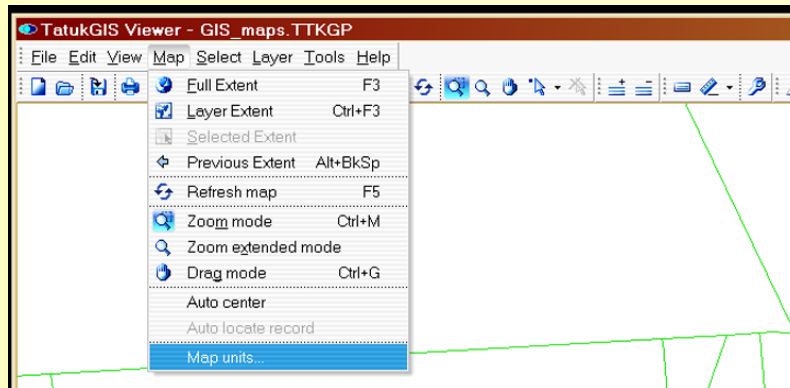 TatukGIS Viewer - GIS_maps.TTKGP
File Edit View Map Select Layer Tools Help
Full Extent F3
Layer Extent Ctrl+F3
Selected Extent
Previous Extent Alt+BkSp
Refresh map F5
Zoom mode Ctrl+M
Zoom extended mode
Drag mode Ctrl+G
Auto center
Auto locate record
Map units...